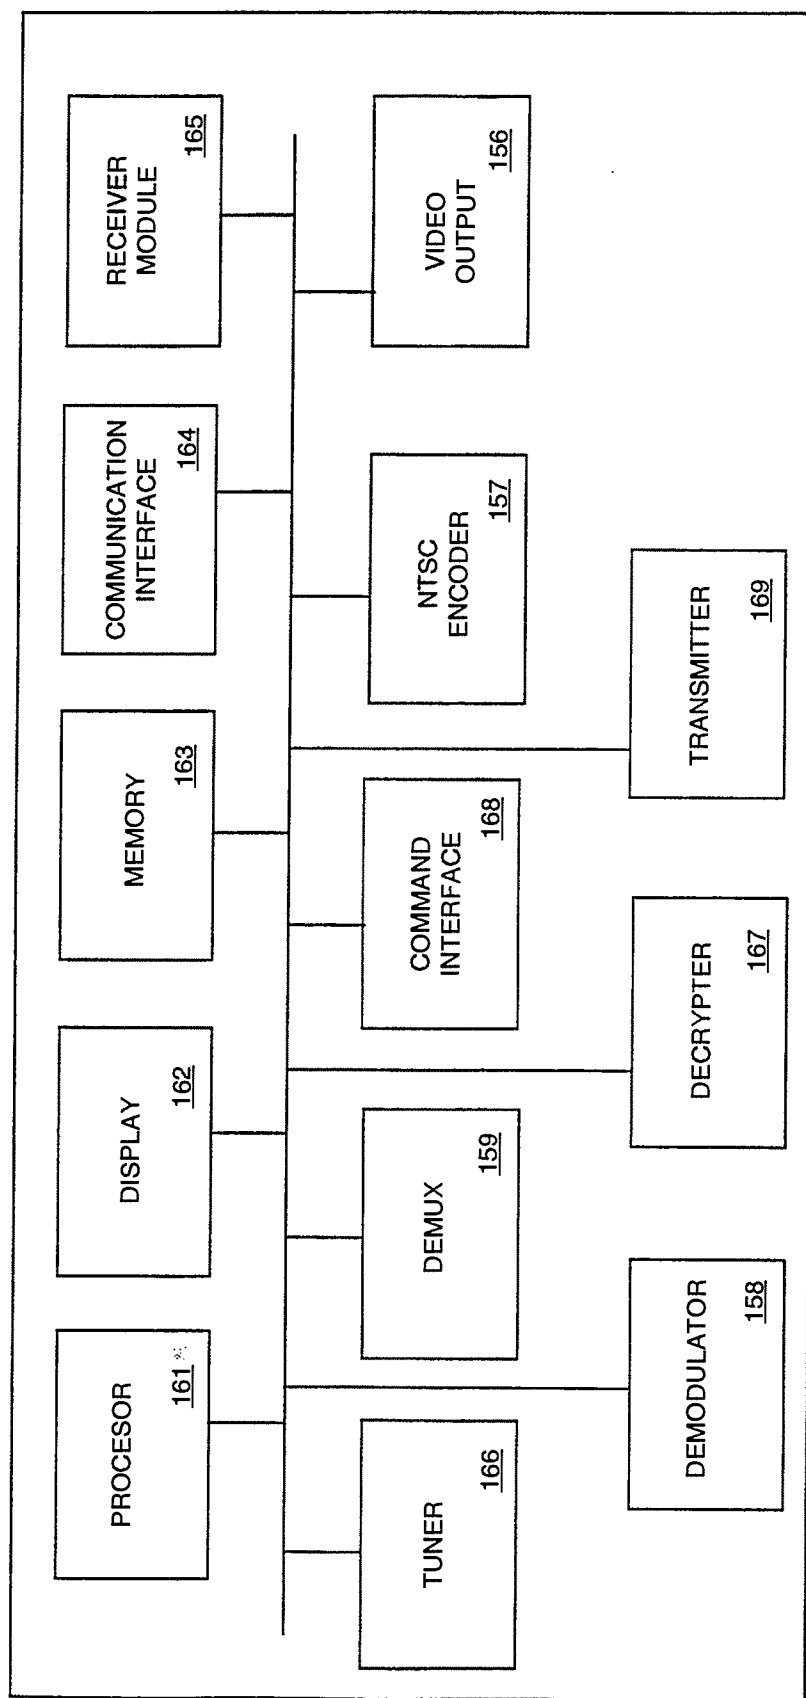 PROCESOR
161
DISPLAY
162
MEMORY
163
COMMUNICATION
INTERFACE
164
RECEIVER
MODULE
165
TUNER
166
DEMUX
159
COMMAND
INTERFACE
168
NTSC
ENCODER
157
VIDEO
OUTPUT
156
DEMODULATOR
158
DECRYPTER
167
TRANSMITTER
169